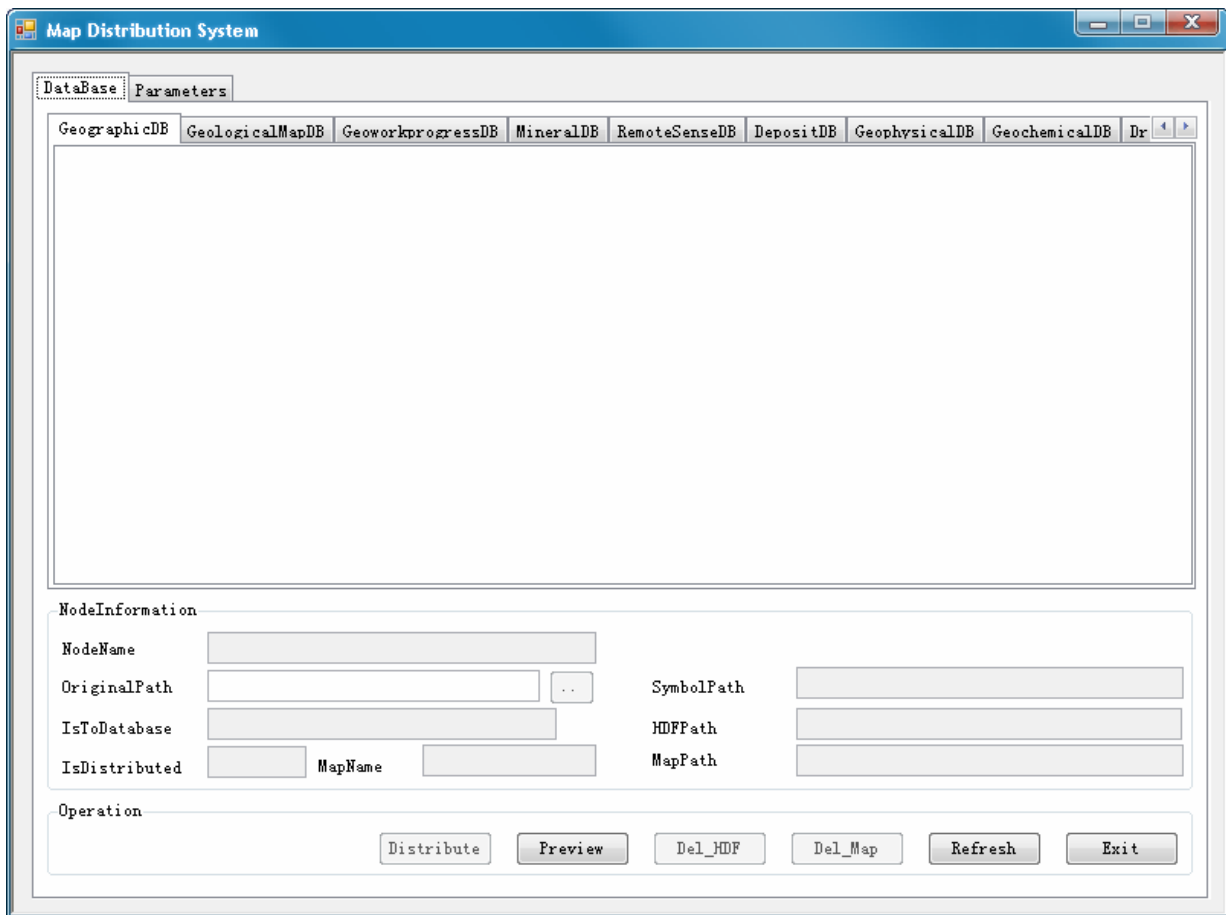 Map Distribution System
DataBase Parameters
GeographicDB GeologicalMapDB GeoworkprogressDB MineralDB RemoteSenseDB DepositDB GeophysicalDB GeochemicalDB Dr
NodeInformation
NodeName
OriginalPath .. SymbolPath
IsToDatabase HDFPath
IsDistributed MapName MapPath
Operation
Distribute Preview Del_HDF Del_Map Refresh Exit